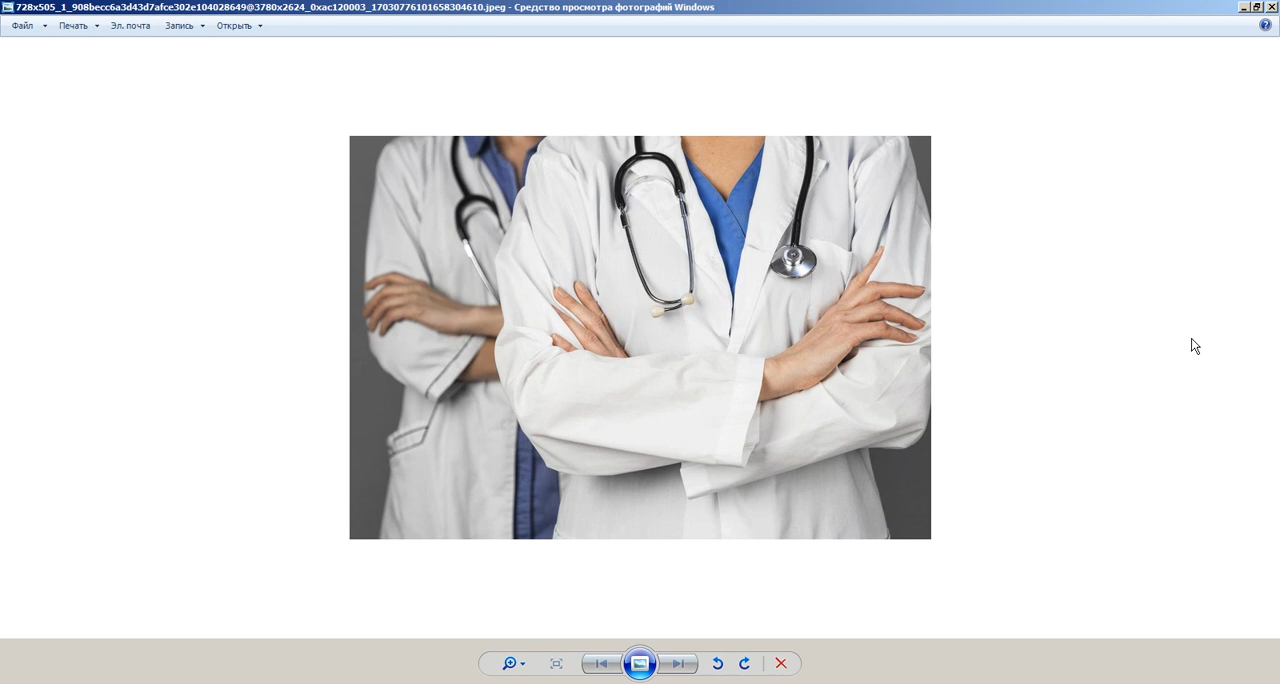 728x505_1_908becc6a3d43d7afce302e104028649@3780x2624_0xac120003_17030776101658304610.jpeg - Средство просмотра фотографий Windows
Файл Печать Эл. почта Запись Открыть
?